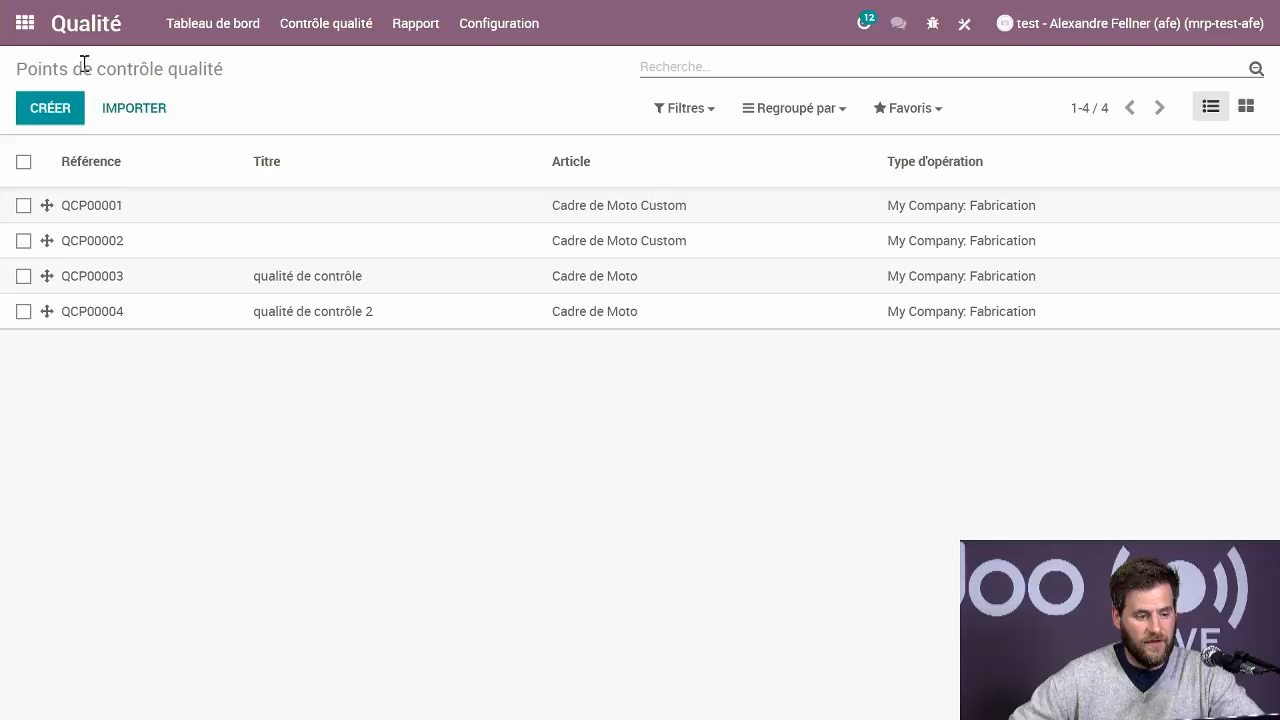 Qualité Tableau de bord Contrôle qualité Rapport Configuration 12 test - Alexandre Fellner (afe) (mrp-test-afe)
Points de contrôle qualité Recherche...
CRÉER IMPORTER Filtres Regroupé par Favoris 1-4 / 4
Référence Titre Article Type d'opération
QCP00001 Cadre de Moto Custom My Company: Fabrication
QCP00002 Cadre de Moto Custom My Company: Fabrication
QCP00003 qualité de contrôle Cadre de Moto My Company: Fabrication
QCP00004 qualité de contrôle 2 Cadre de Moto My Company: Fabrication